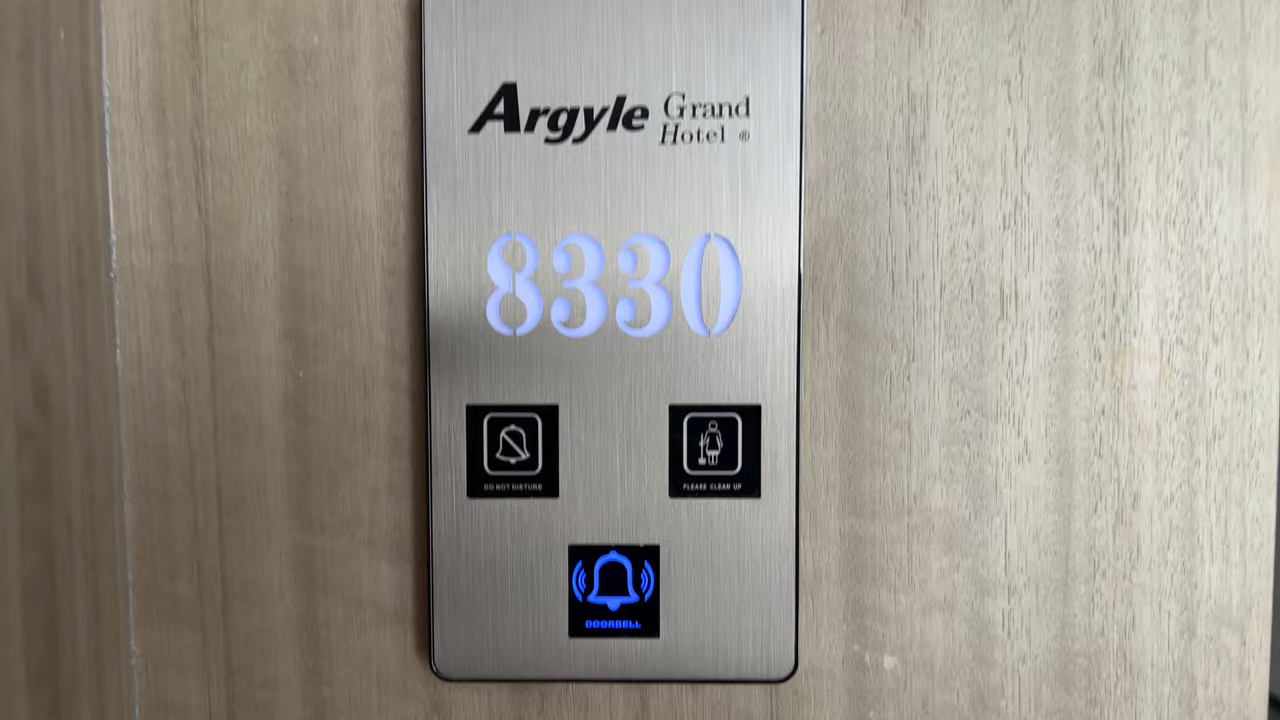 Argyle Grand Hotel ®
8330
DO NOT DISTURB
PLEASE CLEAN UP
DOORBELL